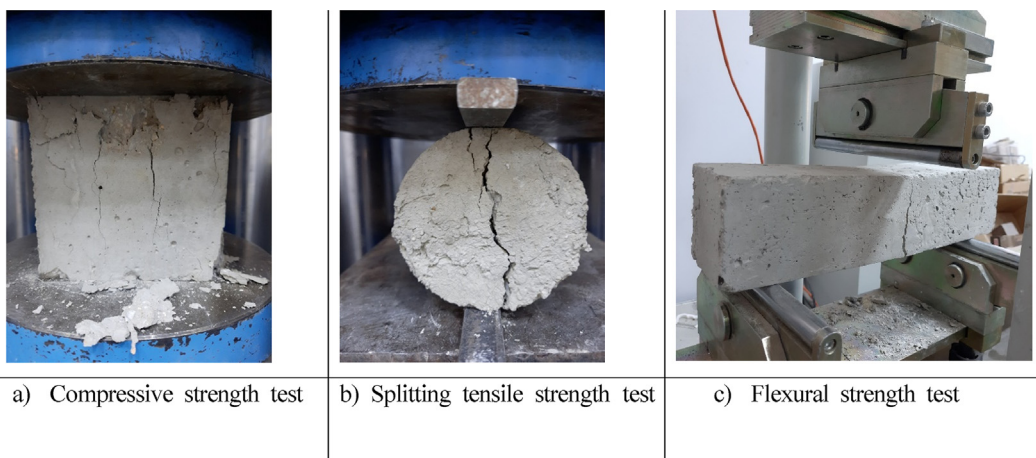 a) Compressive strength test
b) Splitting tensile strength test
c) Flexural strength test